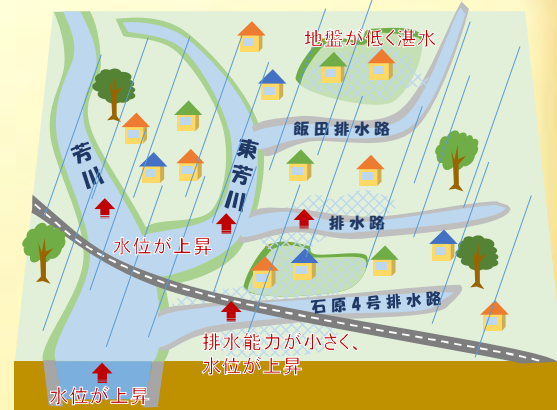 地盤が低く湛水
飯田排水路
芳川
東芳川
排水路
水位が上昇
石原4号排水路
排水能力が小さく、
水位が上昇
水位が上昇